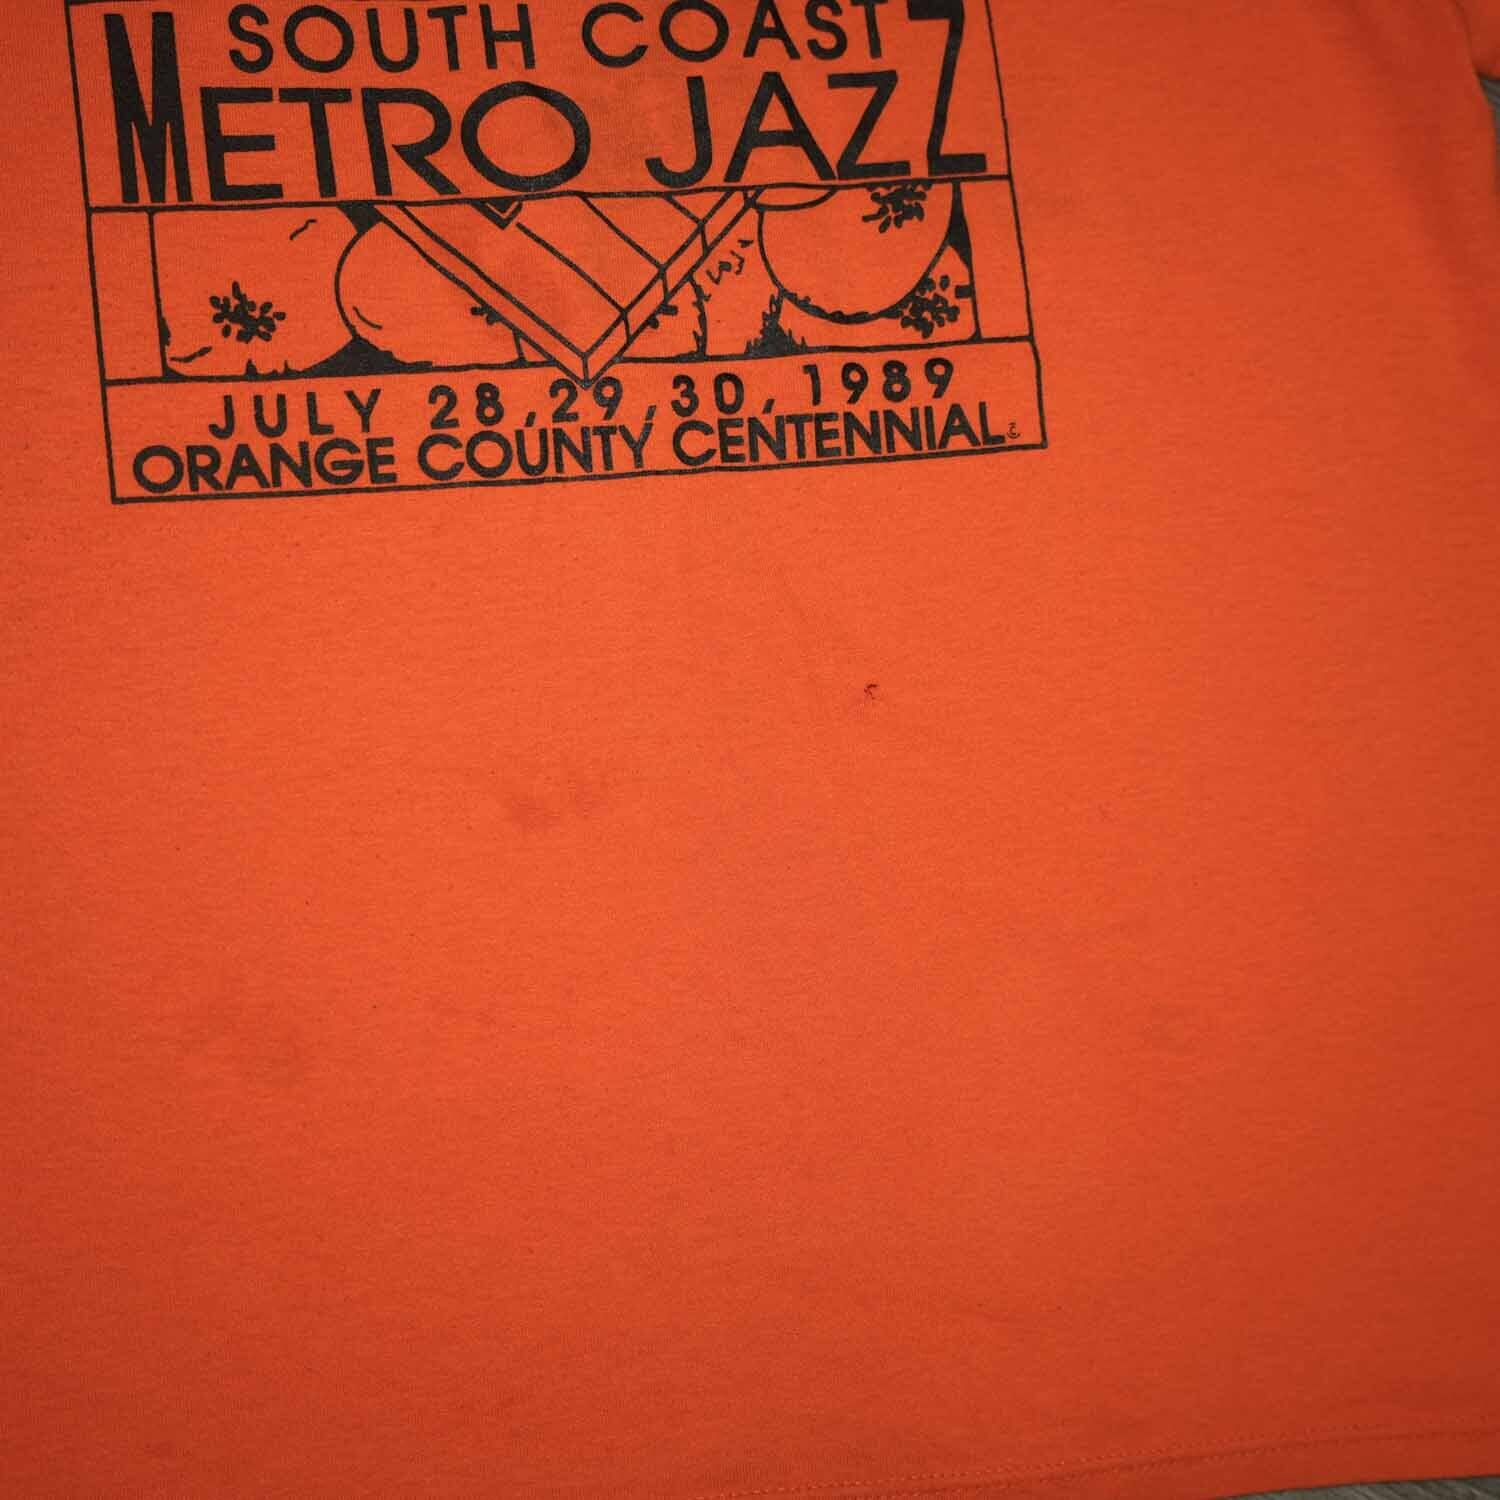 SOUTH COAST
METRO JAZZ
JULY 28, 29, 30, 1989
ORANGE COUNTY CENTENNIAL